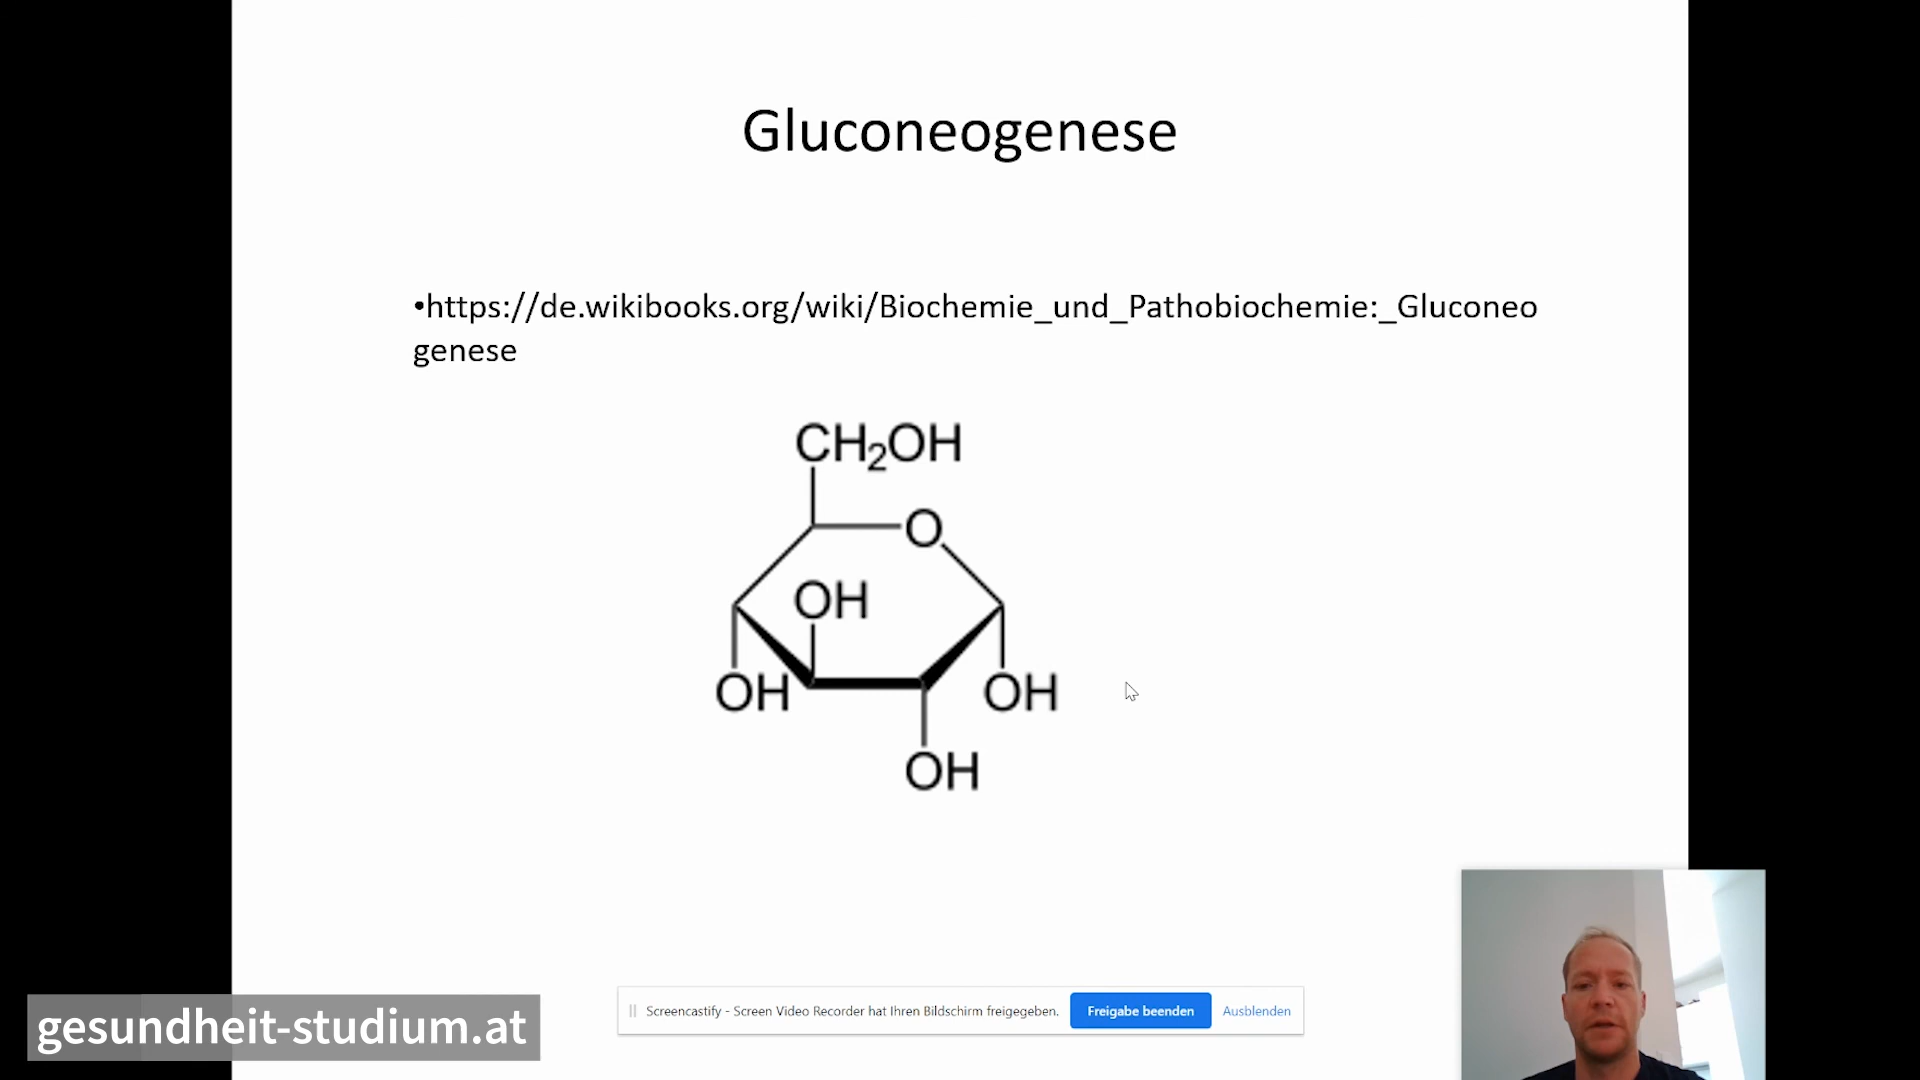 Gluconeogenese
•https://de.wikibooks.org/wiki/Biochemie_und_Pathobiochemie:_Gluconeo
genese
CH₂OH
O
OH
OH
OH
OH
Screencastify - Screen Video Recorder hat Ihren Bildschirm freigegeben. Freigabe beenden Ausblenden
gesundheit-studium.at